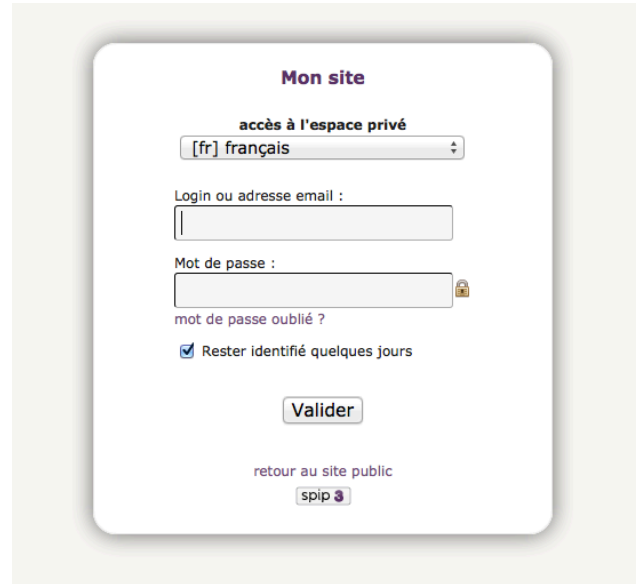 Mon site
accès à l'espace privé
[fr] français
Login ou adresse email :
Mot de passe :
mot de passe oublié ?
Rester identifié quelques jours
Valider
retour au site public
spip 3